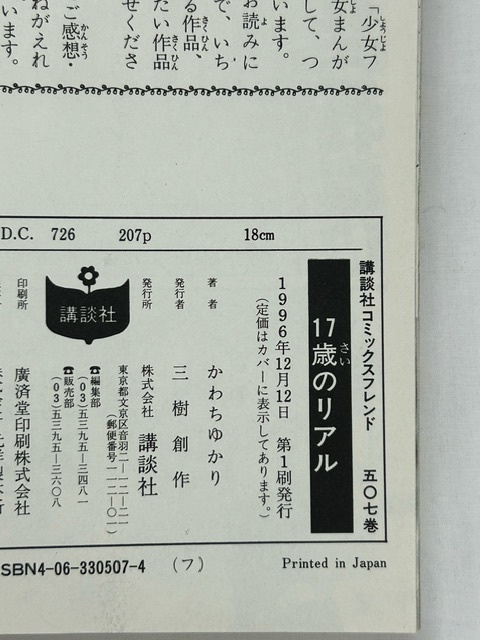 「少女フ
女まんが
して、つ
います。
お読みに
で、いち
る作品、
たい作品
せくださ
ご感想・
ねがえれ
います。
D.C. 726 207p 18cm
講談社コミックスフレンド 五〇七巻
17歳のリアル
さい
1996年12月12日 第1刷発行
(定価はカバーに表示してあります。)
著者 かわちゆかり
発行者 三樹創作
発行所 株式会社 講談社
東京都文京区音羽二―一二―二一
(郵便番号一一二―〇一)
☎編集部
(03)五三九五―三四八一
☎販売部
(03)五三九五―三六〇八
講談社
印刷所 廣済堂印刷株式会社
SBN4-06-330507-4 (フ)
Printed in Japan